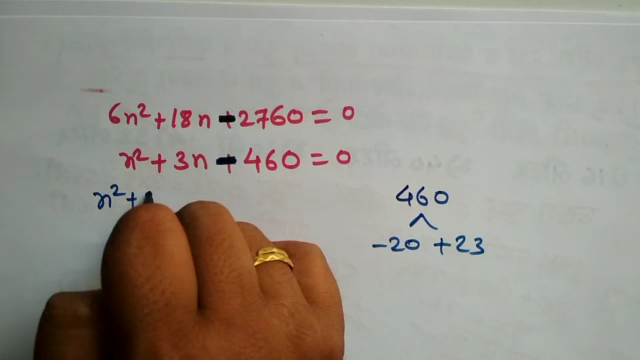 6n² + 18n - 2760 = 0
n² + 3n - 460 = 0
n² +
460
-20 + 23